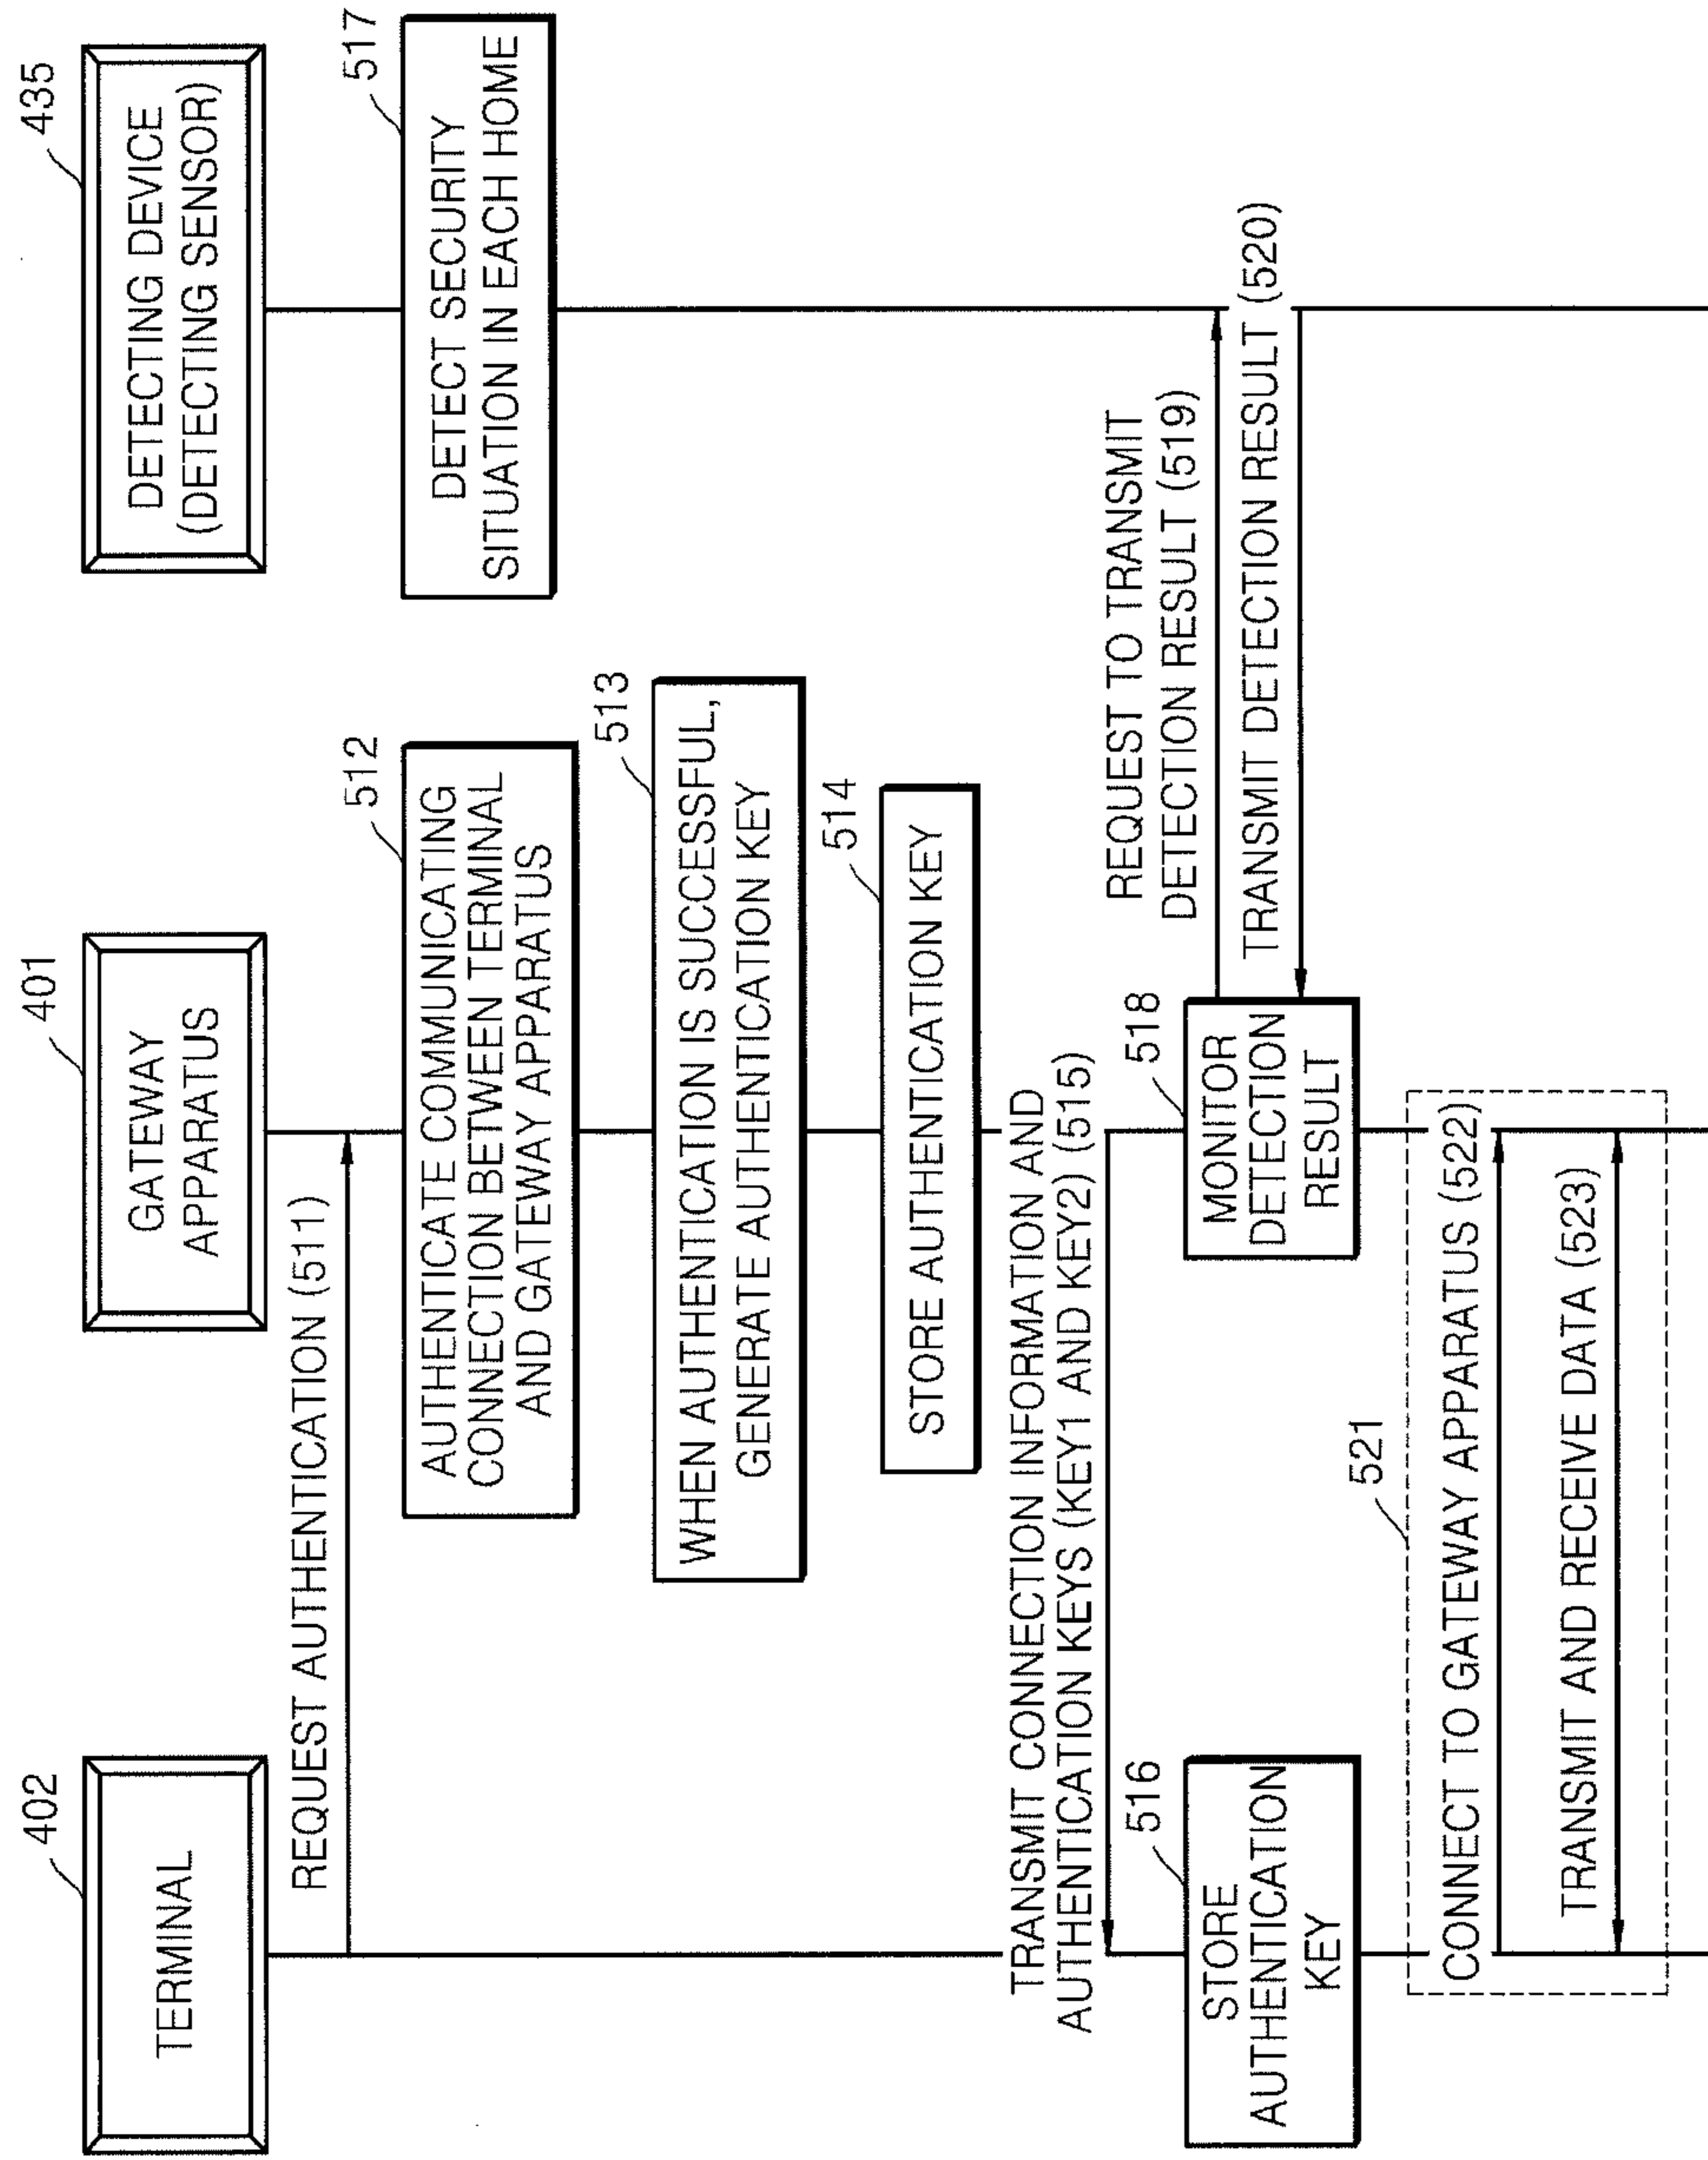 402
TERMINAL
401
GATEWAY
APPARATUS
435
DETECTING DEVICE
(DETECTING SENSOR)
REQUEST AUTHENTICATION (511)
512
AUTHENTICATE COMMUNICATING
CONNECTION BETWEEN TERMINAL
AND GATEWAY APPARATUS
517
DETECT SECURITY
SITUATION IN EACH HOME
513
WHEN AUTHENTICATION IS SUCCESSFUL,
GENERATE AUTHENTICATION KEY
514
STORE AUTHENTICATION KEY
TRANSMIT CONNECTION INFORMATION AND
AUTHENTICATION KEYS (KEY1 AND KEY2) (515)
REQUEST TO TRANSMIT
DETECTION RESULT (519)
516
STORE
AUTHENTICATION
KEY
518
MONITOR
DETECTION
RESULT
TRANSMIT DETECTION RESULT (520)
521
CONNECT TO GATEWAY APPARATUS (522)
TRANSMIT AND RECEIVE DATA (523)